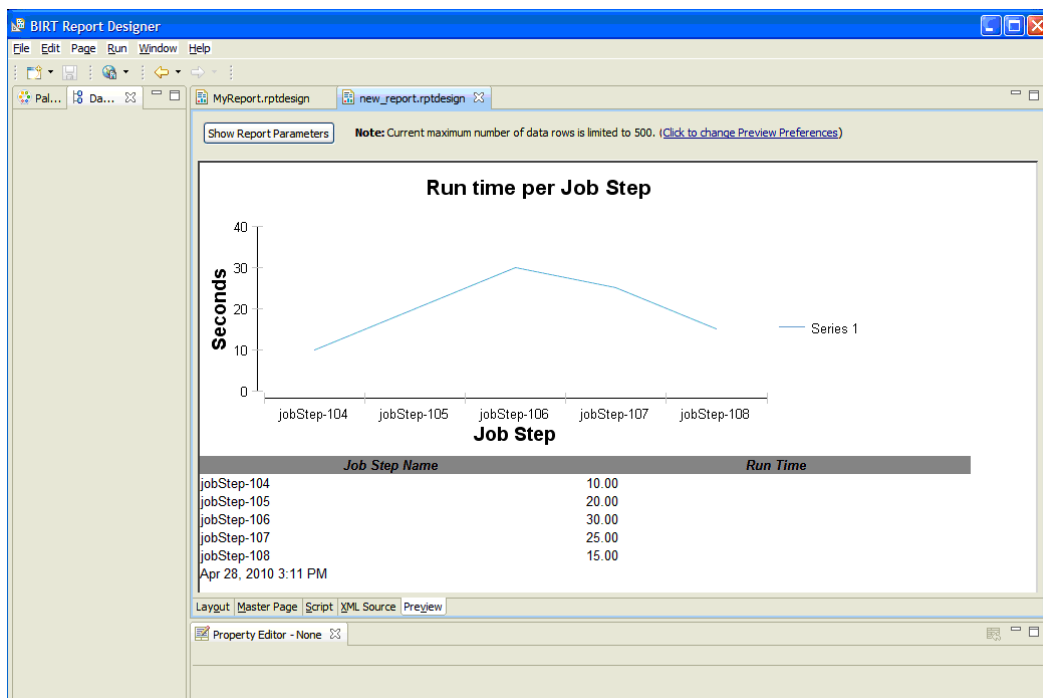 BIRT Report Designer
File Edit Page Run Window Help
Pal... Da... MyReport.rptdesign new_report.rptdesign
Show Report Parameters Note: Current maximum number of data rows is limited to 500. (Click to change Preview Preferences)
Run time per Job Step
40
30
20
10
0
Seconds
Series 1
jobStep-104 jobStep-105 jobStep-106 jobStep-107 jobStep-108
Job Step
Job Step Name Run Time
jobStep-104 10.00
jobStep-105 20.00
jobStep-106 30.00
jobStep-107 25.00
jobStep-108 15.00
Apr 28, 2010 3:11 PM
Layout Master Page Script XML Source Preview
Property Editor - None